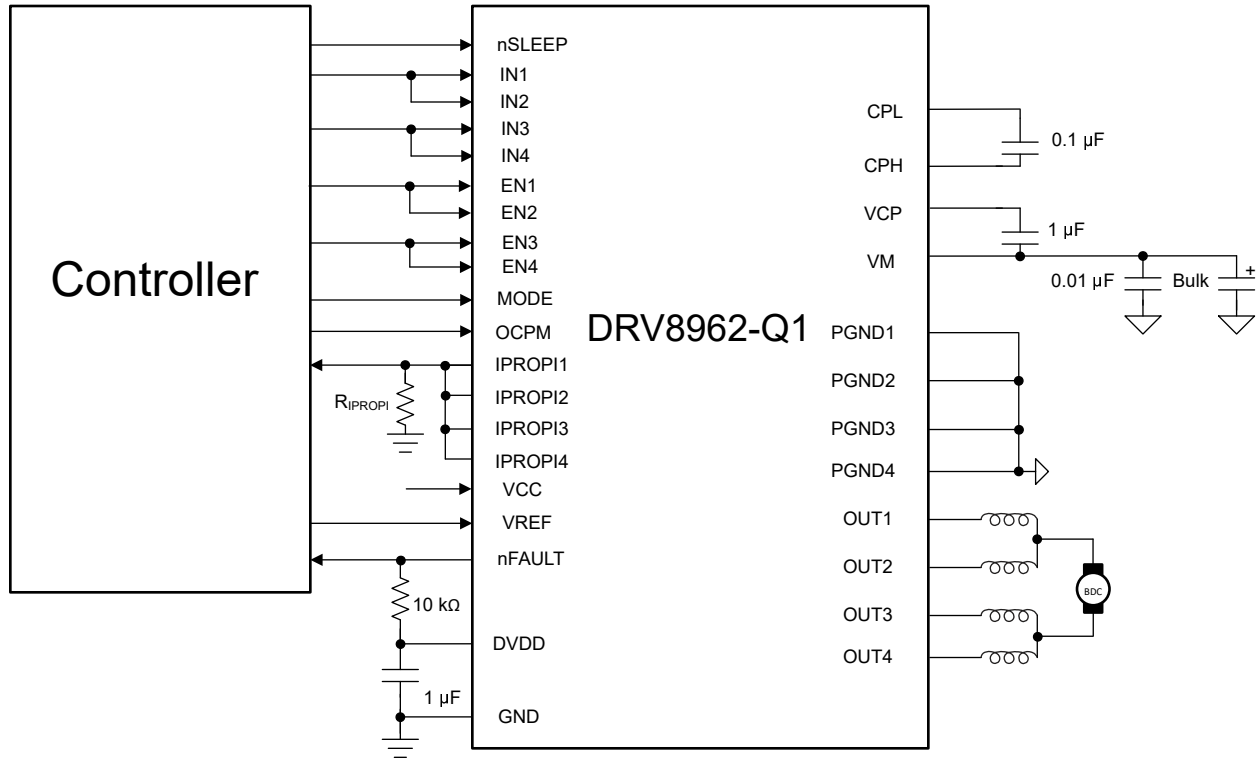 Controller
nSLEEP
IN1
IN2
IN3
IN4
EN1
EN2
EN3
EN4
MODE
OCPM
IPROPI1
IPROPI2
IPROPI3
IPROPI4
RIPROPI
VCC
VREF
nFAULT
10 kΩ
DVDD
1 µF
GND
DRV8962-Q1
CPL
0.1 µF
CPH
VCP
1 µF
VM
0.01 µF
Bulk
+
PGND1
PGND2
PGND3
PGND4
OUT1
OUT2
BDC
OUT3
OUT4